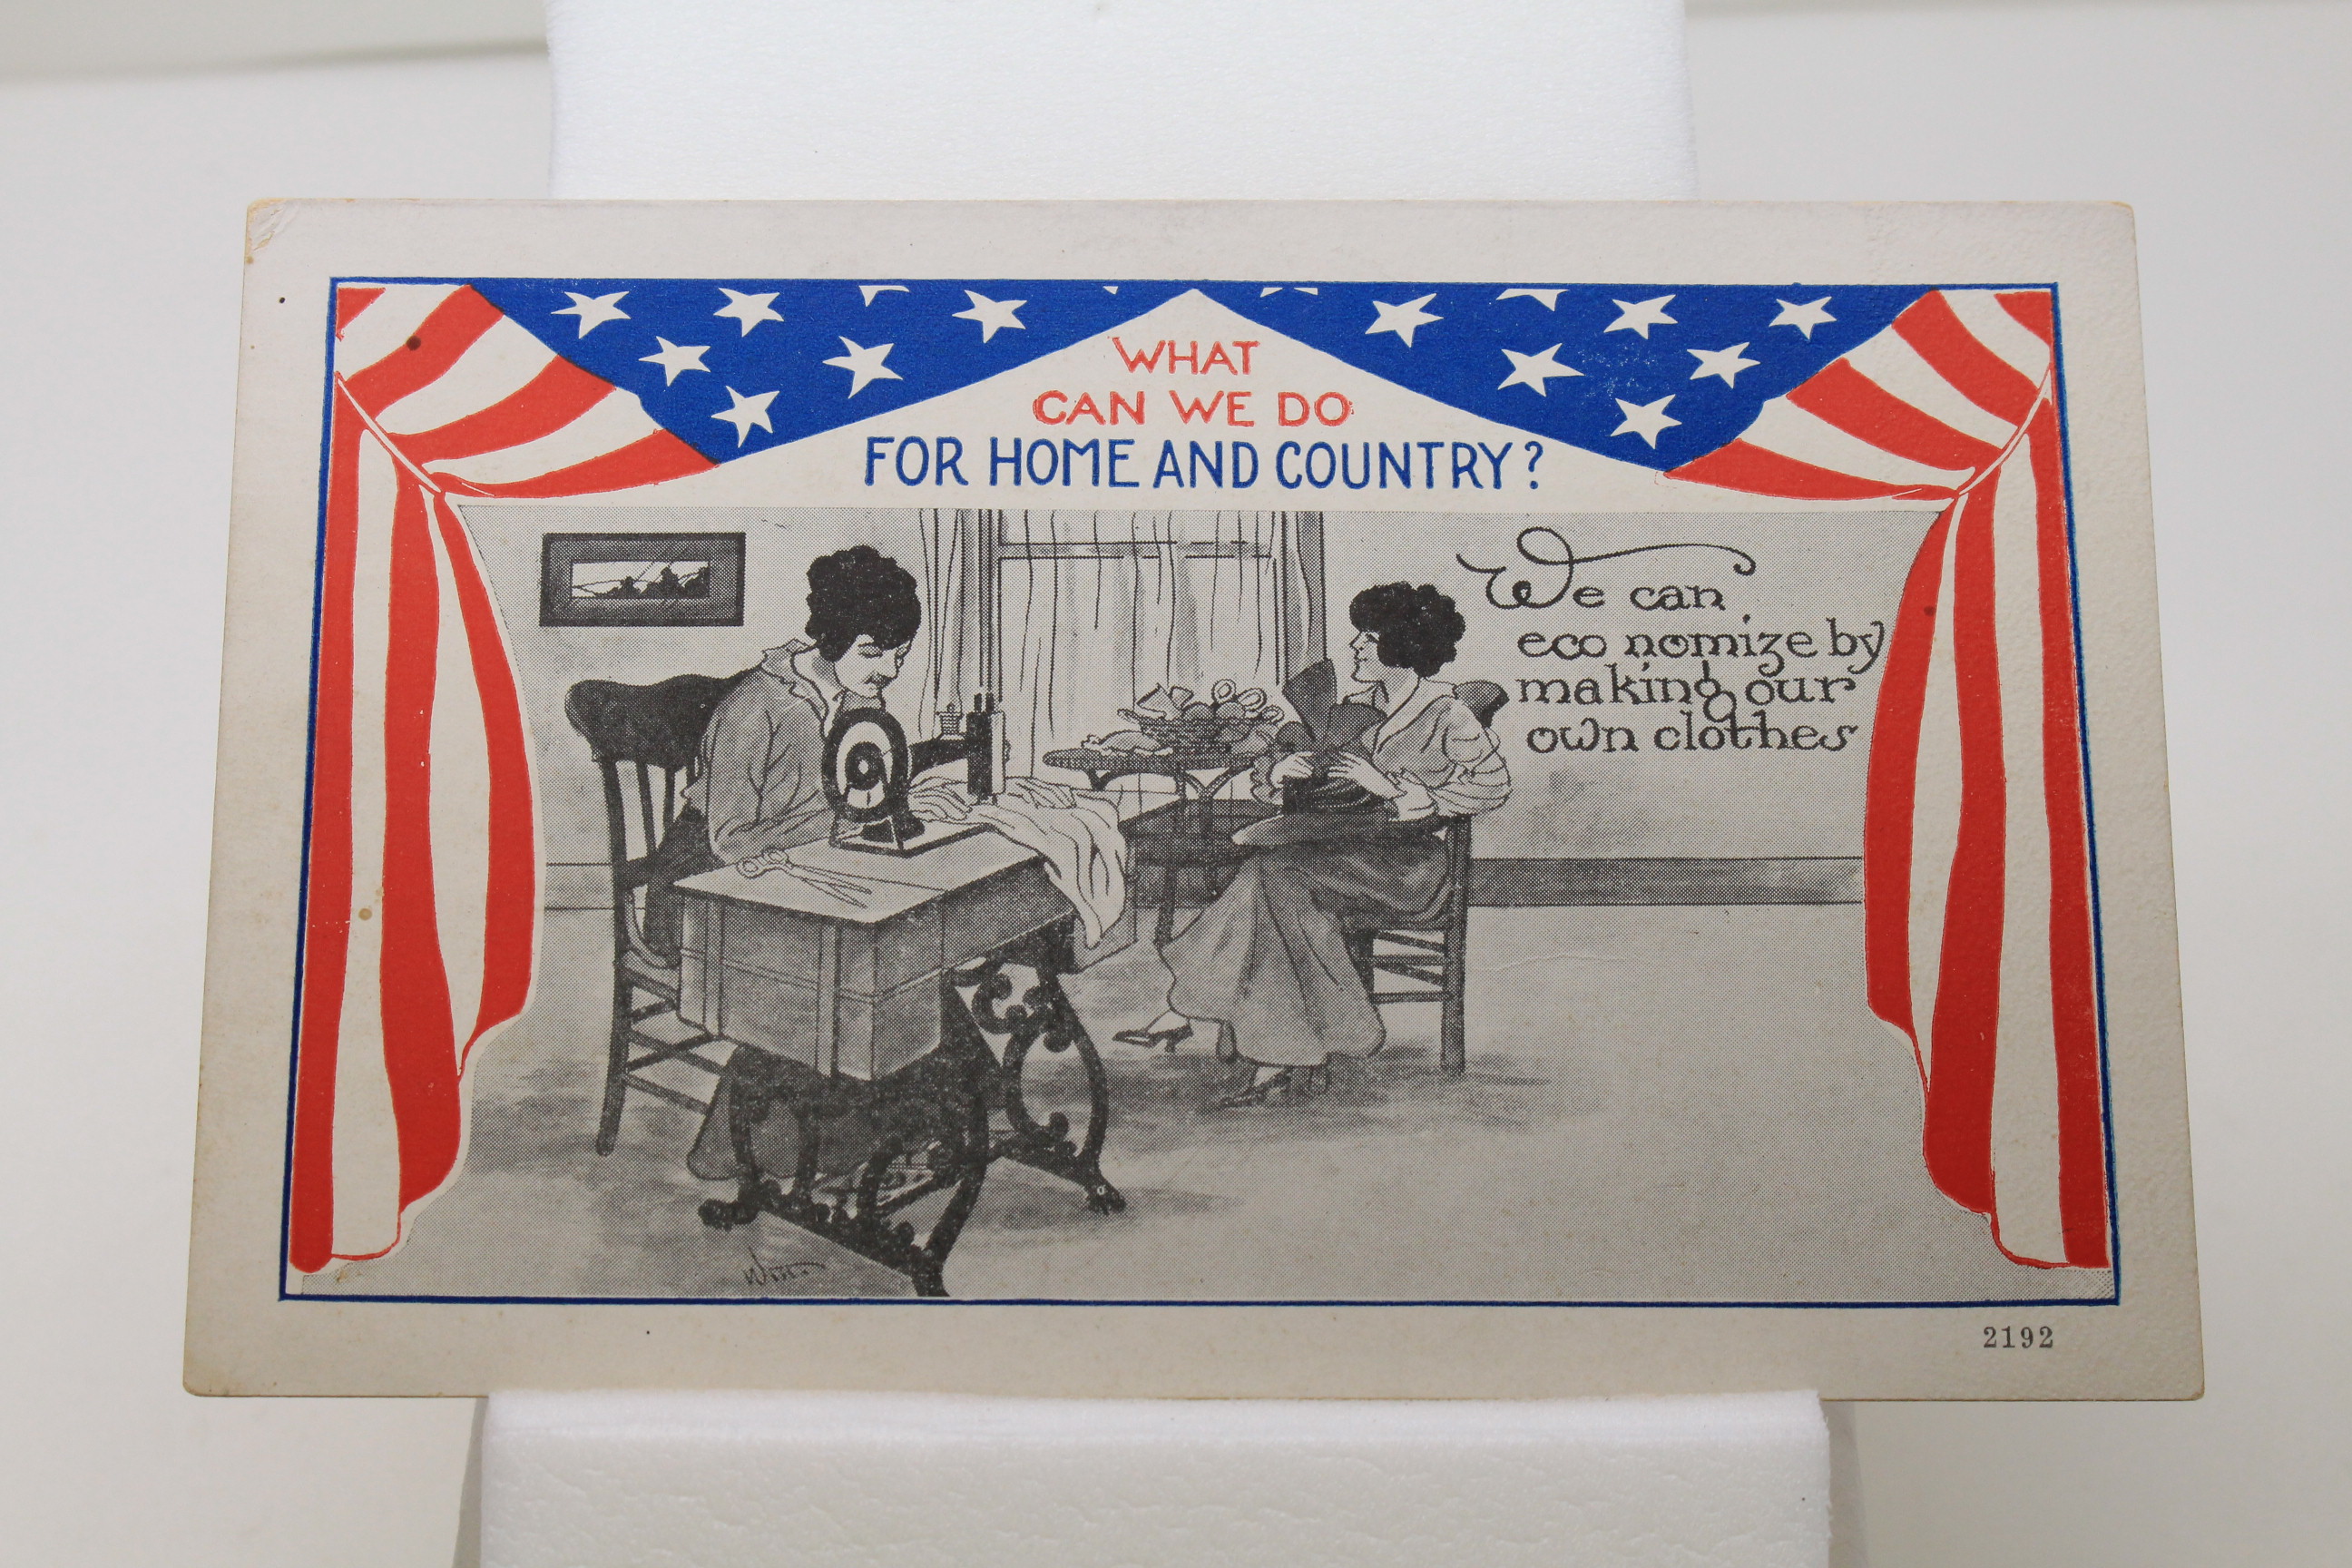 WHAT
CAN WE DO
FOR HOME AND COUNTRY?
We can
eco nomize by
making our
own clothes
2192